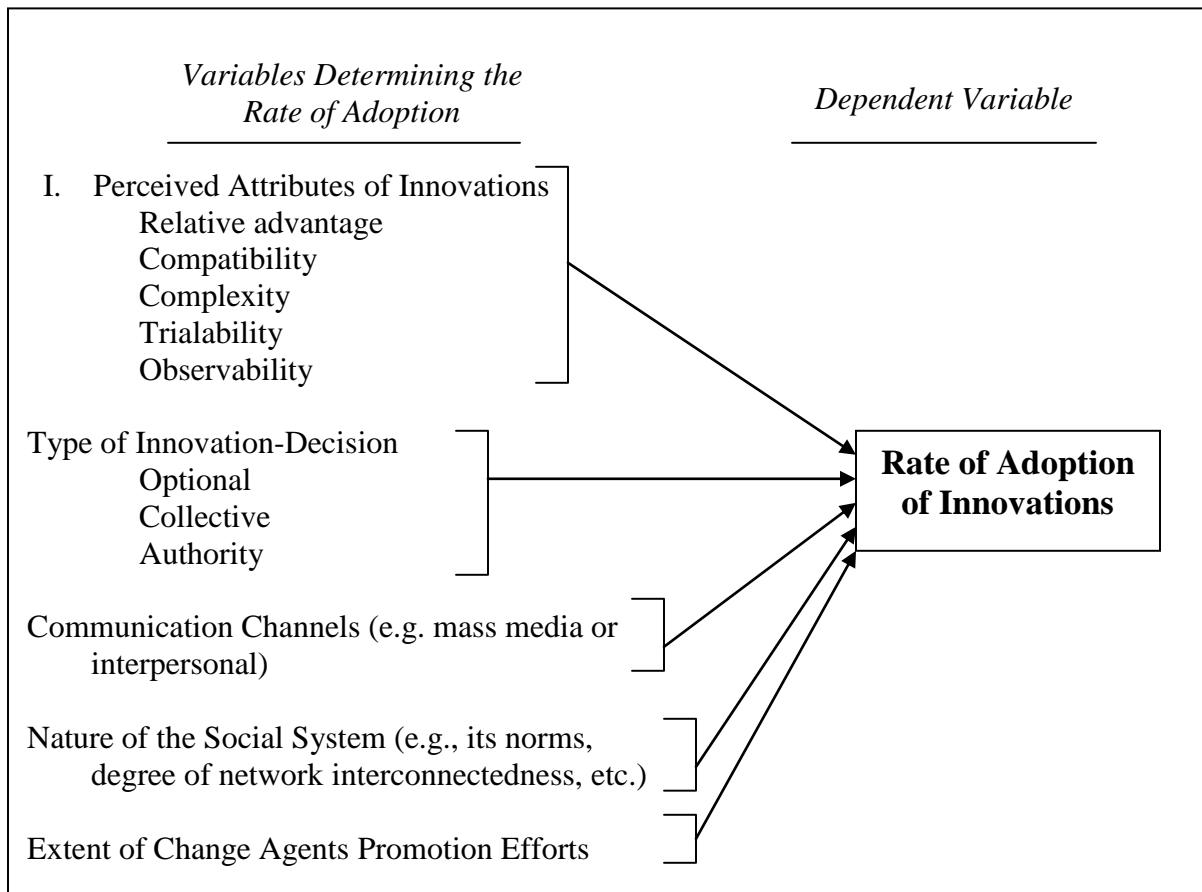 Variables Determining the
Rate of Adoption
Dependent Variable
I. Perceived Attributes of Innovations
Relative advantage
Compatibility
Complexity
Trialability
Observability
Type of Innovation-Decision
Optional
Collective
Authority
Rate of Adoption
of Innovations
Communication Channels (e.g. mass media or
interpersonal)
Nature of the Social System (e.g., its norms,
degree of network interconnectedness, etc.)
Extent of Change Agents Promotion Efforts